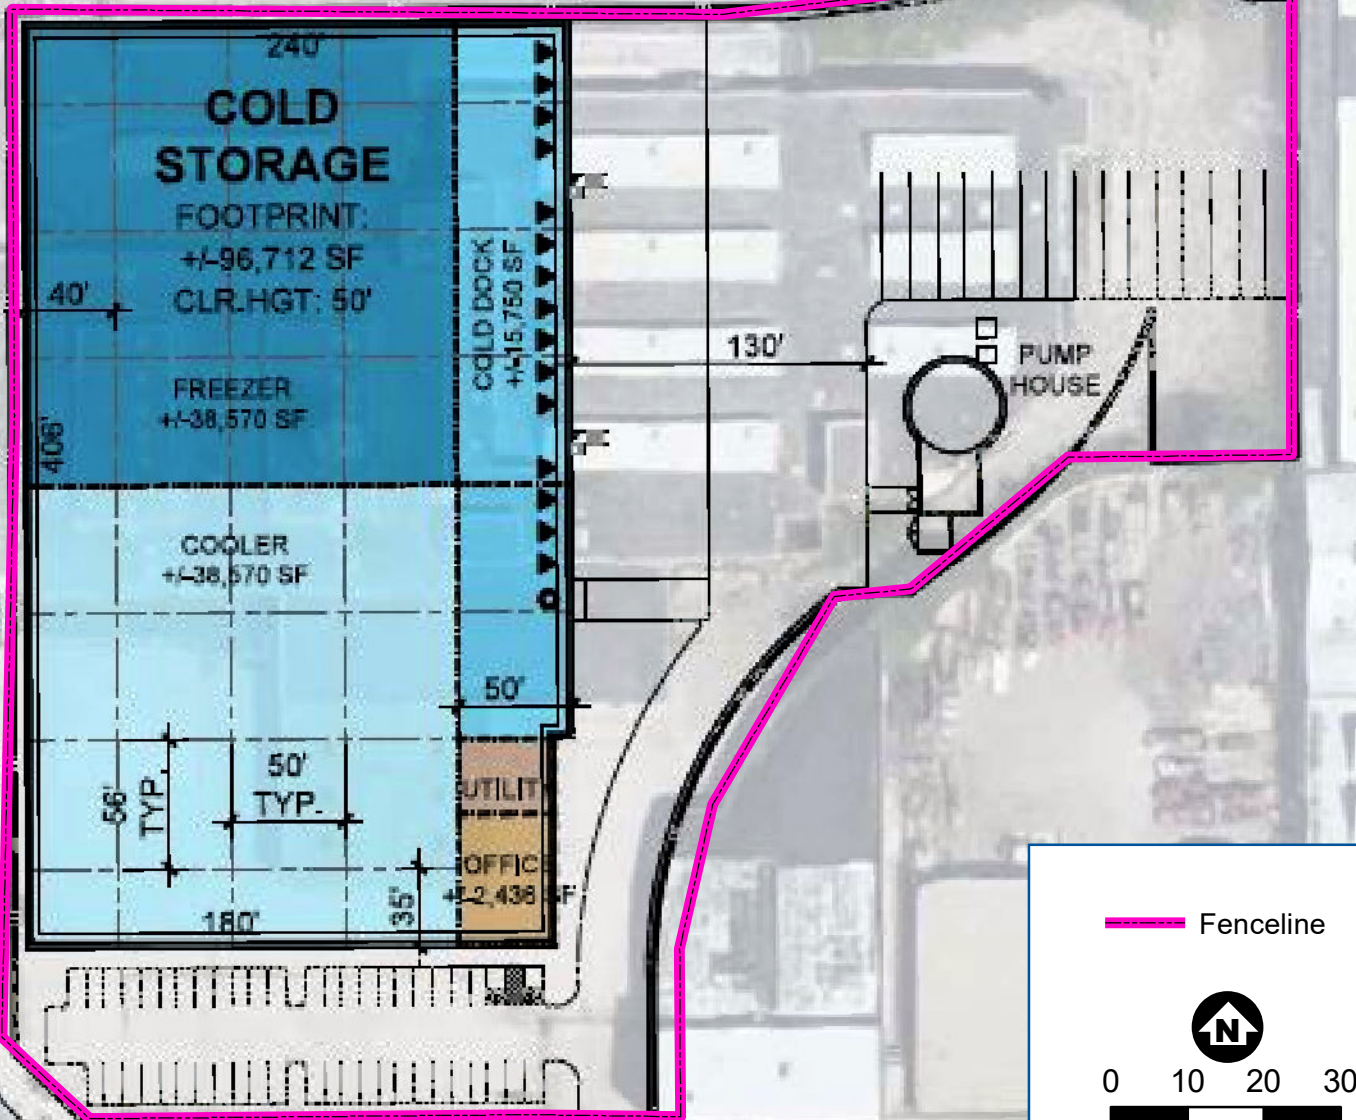 240'
COLD
STORAGE
FOOTPRINT:
+/-96,712 SF
CLR.HGT: 50'
40'
FREEZER
+/-38,570 SF
406'
COLD DOCK
+/-15,750 SF
130'
PUMP
HOUSE
COOLER
+/-38,570 SF
50'
56'
TYP.
50'
TYP.
UTILITY
OFFICE
+/-2,436 SF
35'
180'
Fenceline
N
0 10 20 30